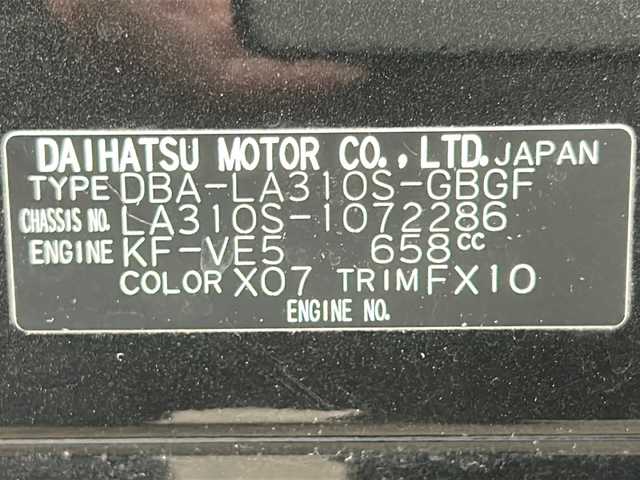 DAIHATSU MOTOR CO., LTD. JAPAN
TYPE DBA-LA310S-GBGF
CHASSIS NO. LA310S-1072286
ENGINE KF-VE5 658cc
COLOR X07 TRIM FX10
ENGINE NO.